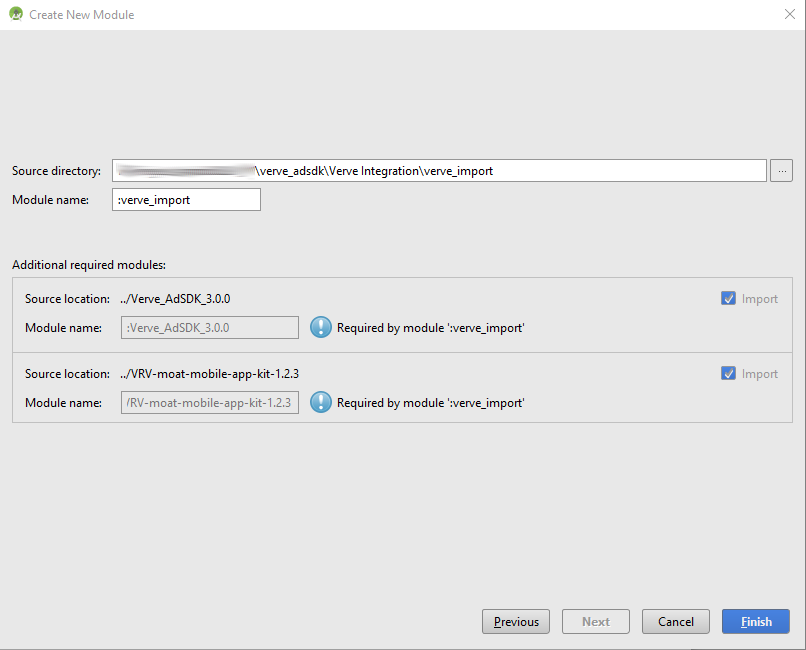 Create New Module
Source directory: \verve_adsdk\Verve Integration\verve_import ...
Module name: :verve_import
Additional required modules:
Source location: ../Verve_AdSDK_3.0.0 Import
Module name: :Verve_AdSDK_3.0.0 Required by module ':verve_import'
Source location: ../VRV-moat-mobile-app-kit-1.2.3 Import
Module name: RV-moat-mobile-app-kit-1.2.3 Required by module ':verve_import'
Previous Next Cancel Finish